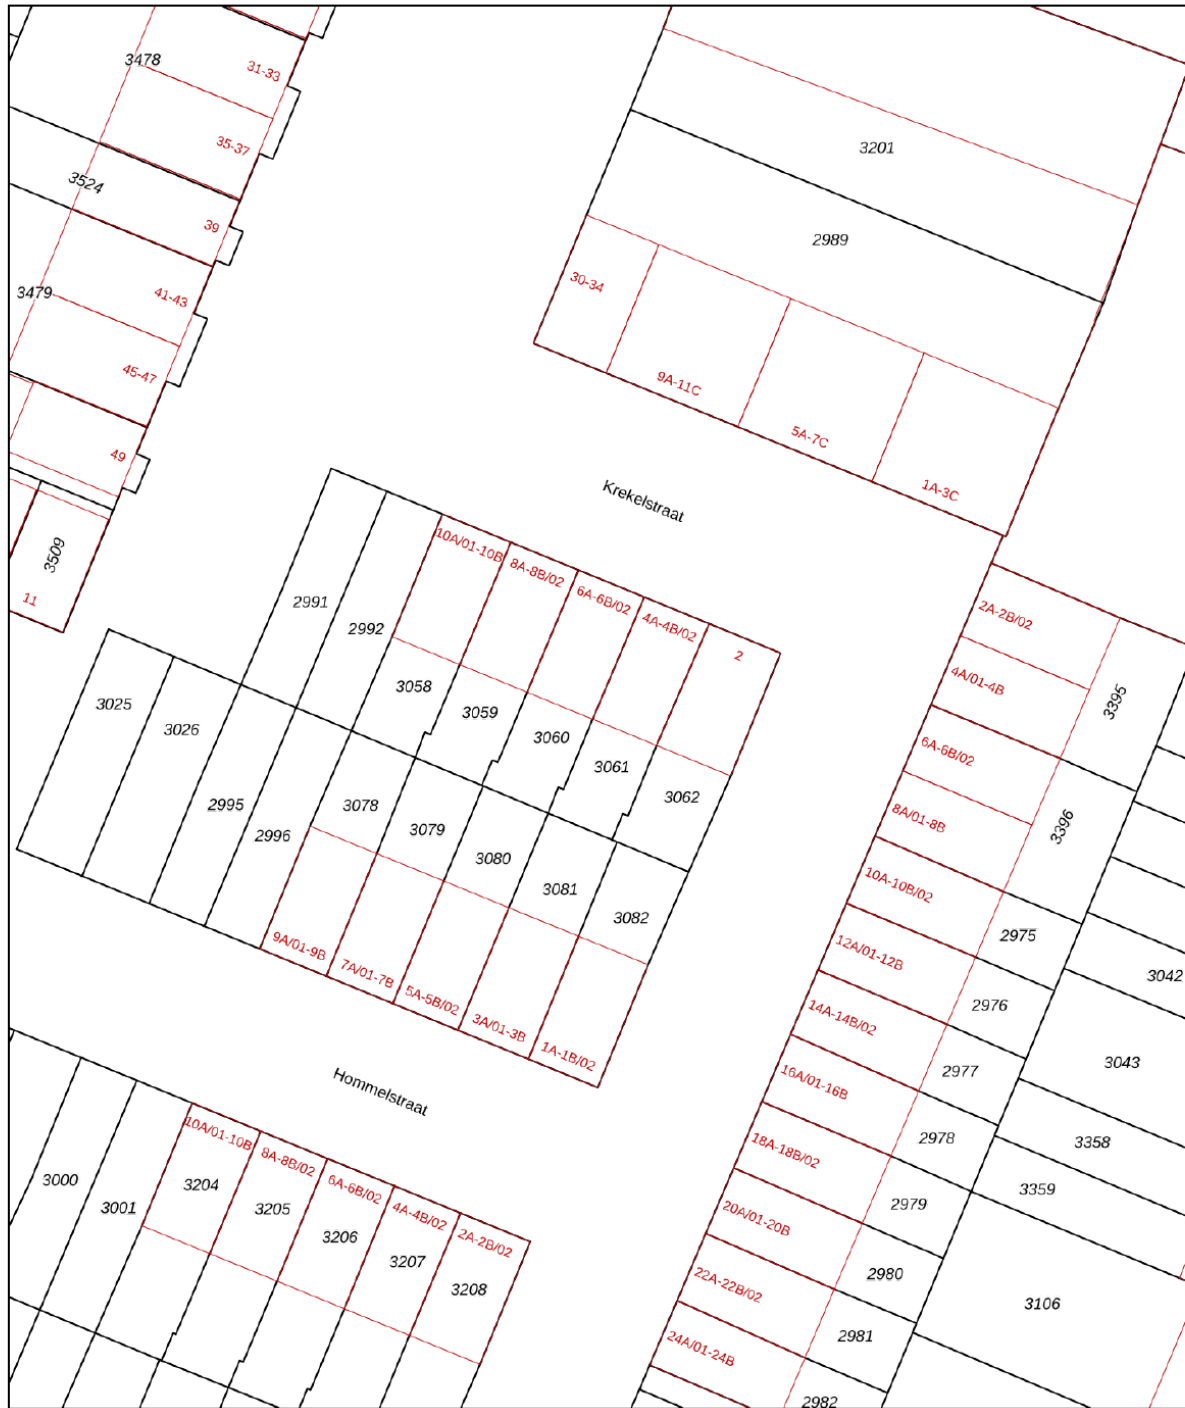 3478
31-33
35-37
3524
39
3479
41-43
45-47
49
3509
11
3201
2989
30-34
9A-11C
5A-7C
1A-3C
Krekelstraat
2991
2992
10A/01-10B
8A-8B/02
6A-6B/02
4A-4B/02
2
3025
3026
3058
3059
3060
3061
3062
2995
2996
3078
3079
3080
3081
3082
9A/01-9B
7A/01-7B
5A-5B/02
3A/01-3B
1A-1B/02
2A-2B/02
4A/01-4B
3395
6A-6B/02
8A/01-8B
3396
10A-10B/02
2975
12A/01-12B
3042
2976
14A-14B/02
2977
3043
16A/01-16B
2978
3358
18A-18B/02
2979
3359
20A/01-20B
2980
22A-22B/02
3106
2981
24A/01-24B
2982
Hommelstraat
10A/01-10B
8A-8B/02
6A-6B/02
4A-4B/02
2A-2B/02
3000
3001
3204
3205
3206
3207
3208